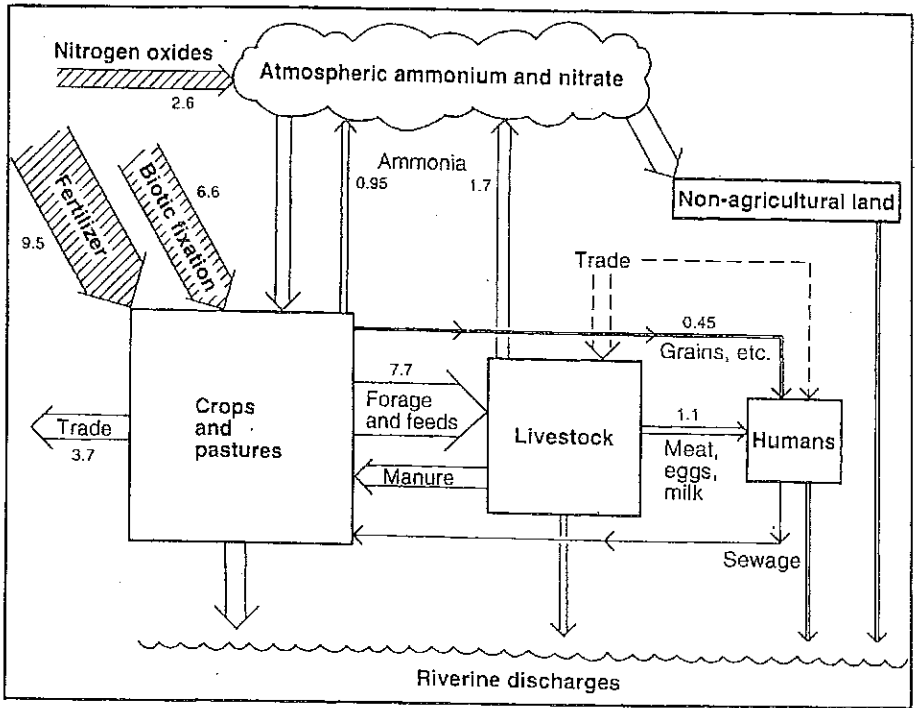 Nitrogen oxides
2.6
Atmospheric ammonium and nitrate
Fertilizer
9.5
Biotic fixation
6.6
Ammonia
0.95
1.7
Non-agricultural land
Trade
0.45
Grains, etc.
7.7
Forage
and feeds
Crops
and
pastures
Trade
3.7
Livestock
1.1
Meat,
eggs,
milk
Humans
Manure
Sewage
Riverine discharges